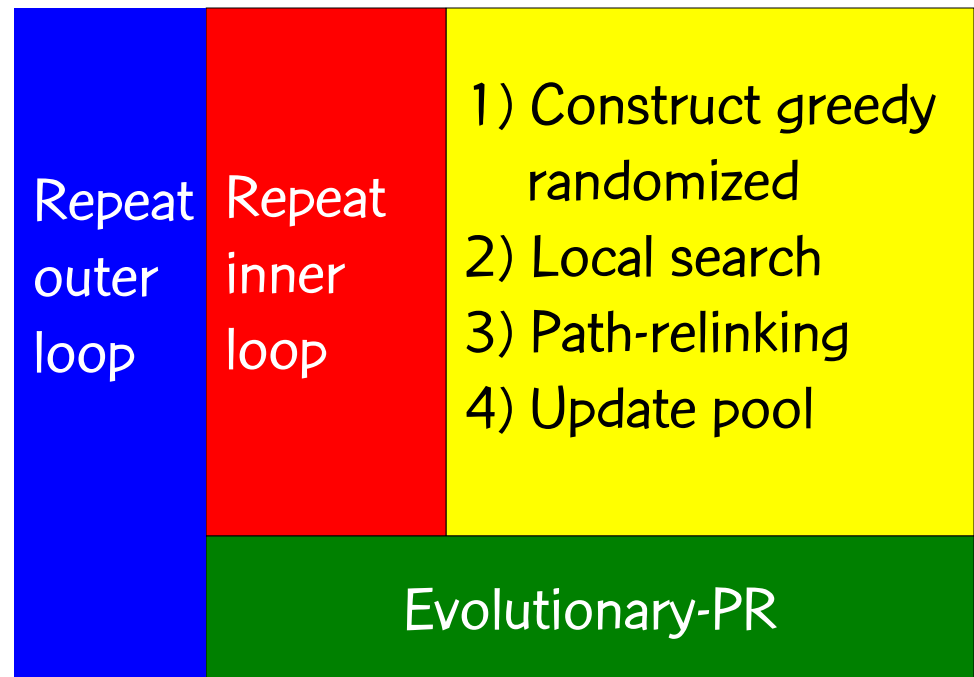 Repeat
outer
loop
Repeat
inner
loop
1) Construct greedy
randomized
2) Local search
3) Path-relinking
4) Update pool
Evolutionary-PR